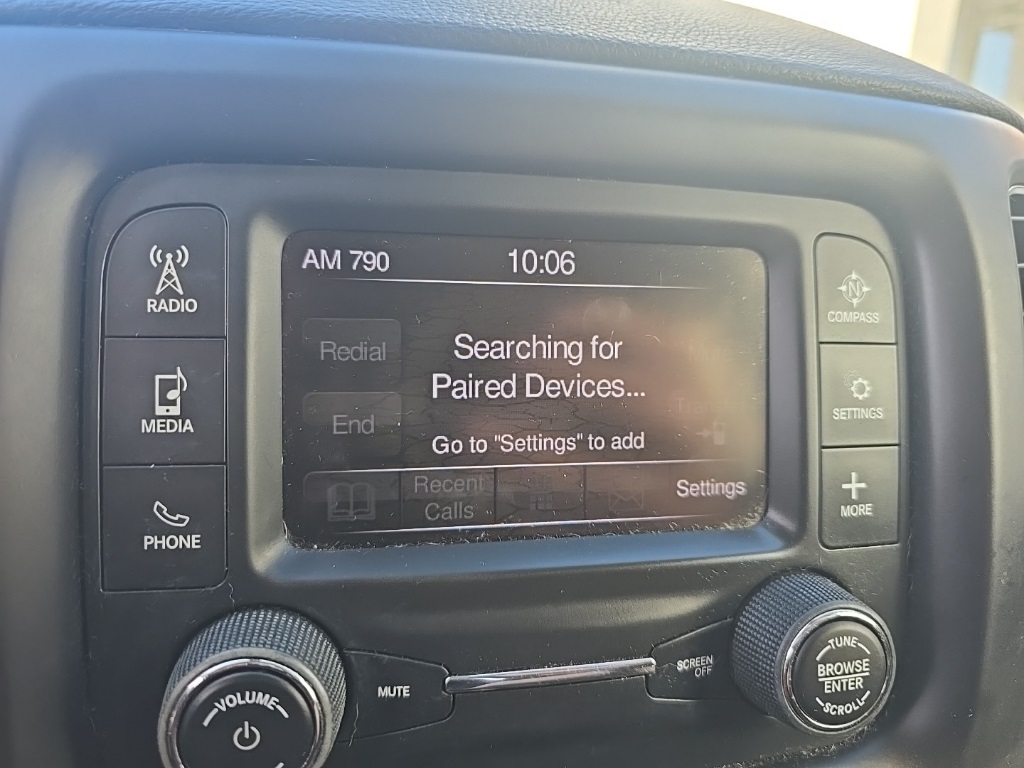 AM 790
10:06
RADIO
MEDIA
PHONE
Redial
End
Searching for
Paired Devices...
Go to "Settings" to add
Recent
Calls
Settings
N
COMPASS
SETTINGS
MORE
VOLUME
MUTE
SCREEN
OFF
TUNE
BROWSE
ENTER
SCROLL